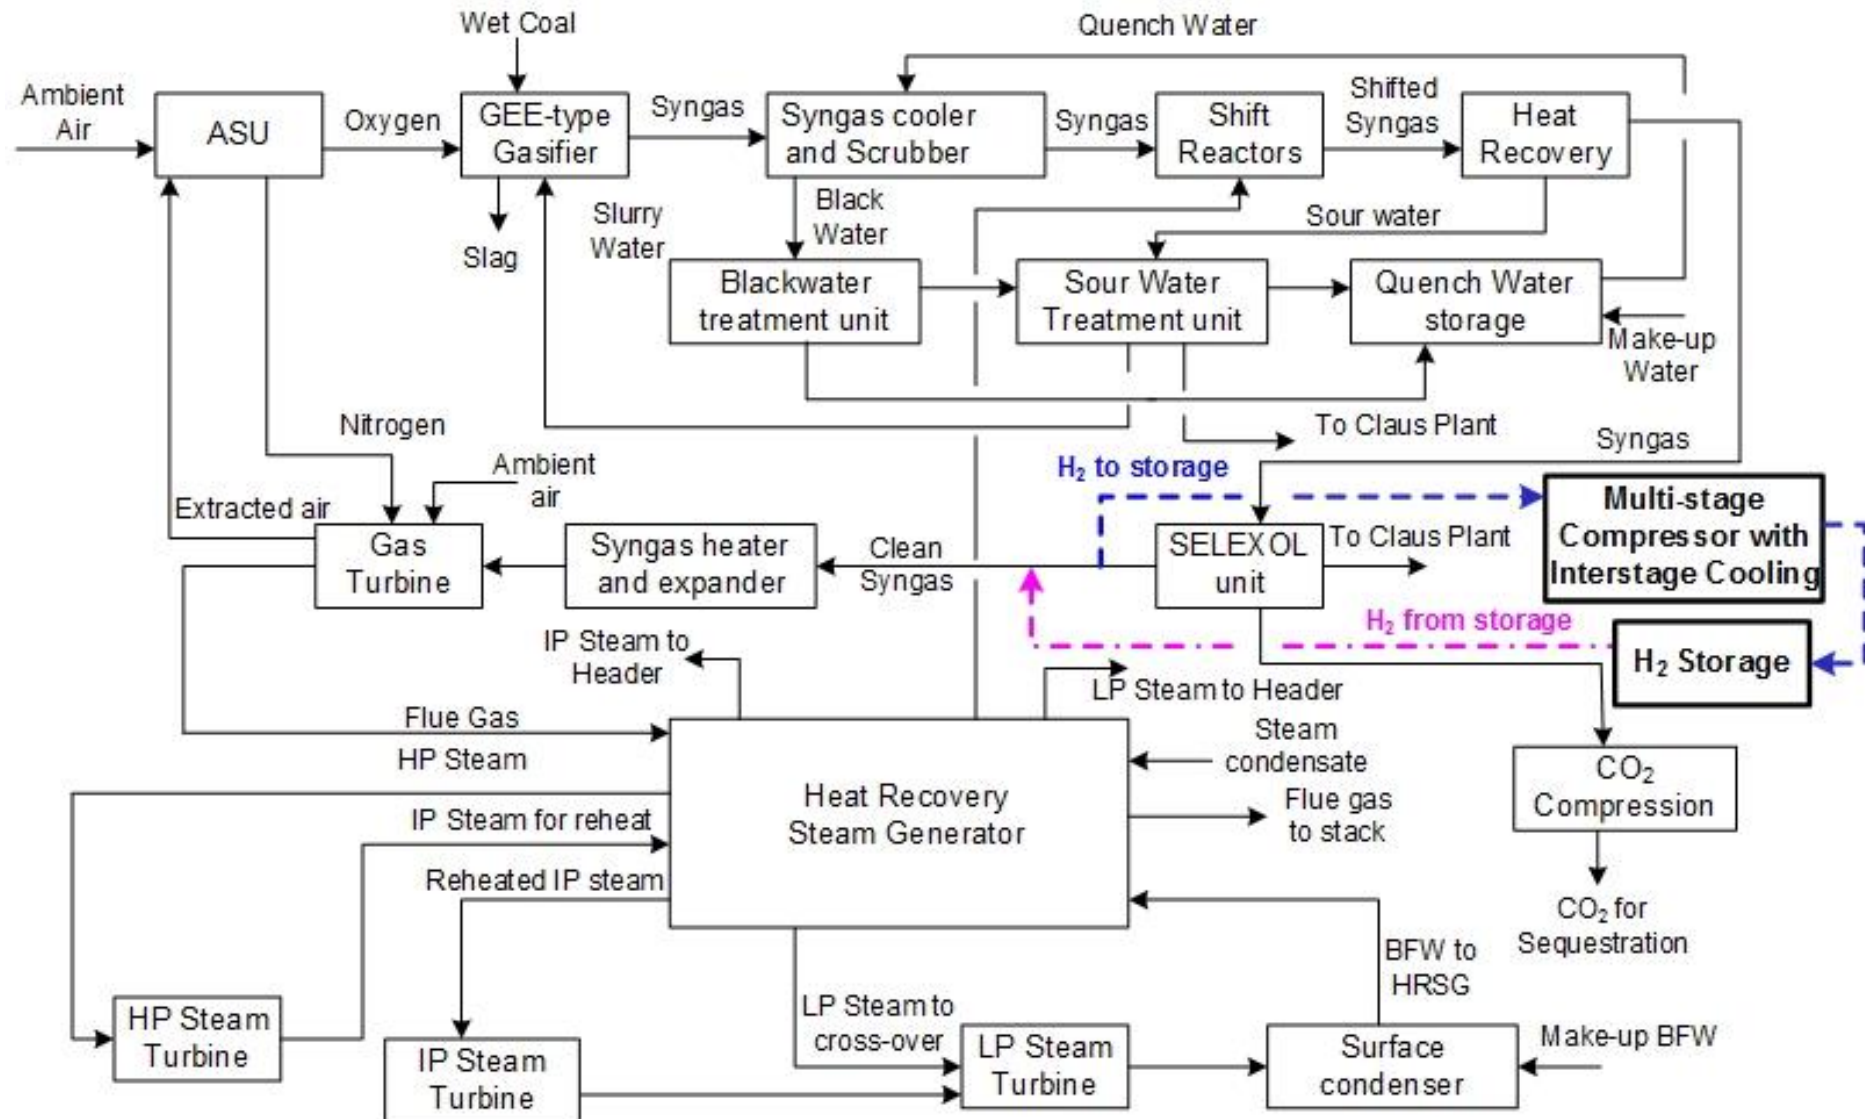 Wet Coal
Quench Water
Ambient
Air
ASU
Oxygen
GEE-type
Gasifier
Syngas
Syngas cooler
and Scrubber
Syngas
Shift
Reactors
Shifted
Syngas
Heat
Recovery
Slag
Slurry
Water
Black
Water
Sour water
Blackwater
treatment unit
Sour Water
Treatment unit
Quench Water
storage
Make-up
Water
Nitrogen
Ambient
air
To Claus Plant
Syngas
H₂ to storage
Extracted air
Gas
Turbine
Syngas heater
and expander
Clean
Syngas
SELEXOL
unit
To Claus Plant
Multi-stage
Compressor with
Interstage Cooling
H₂ from storage
H₂ Storage
IP Steam to
Header
LP Steam to Header
Flue Gas
HP Steam
Steam
condensate
CO₂
Compression
Heat Recovery
Steam Generator
Flue gas
to stack
IP Steam for reheat
Reheated IP steam
CO₂ for
Sequestration
BFW to
HRSG
HP Steam
Turbine
IP Steam
Turbine
LP Steam to
cross-over
LP Steam
Turbine
Surface
condenser
Make-up BFW